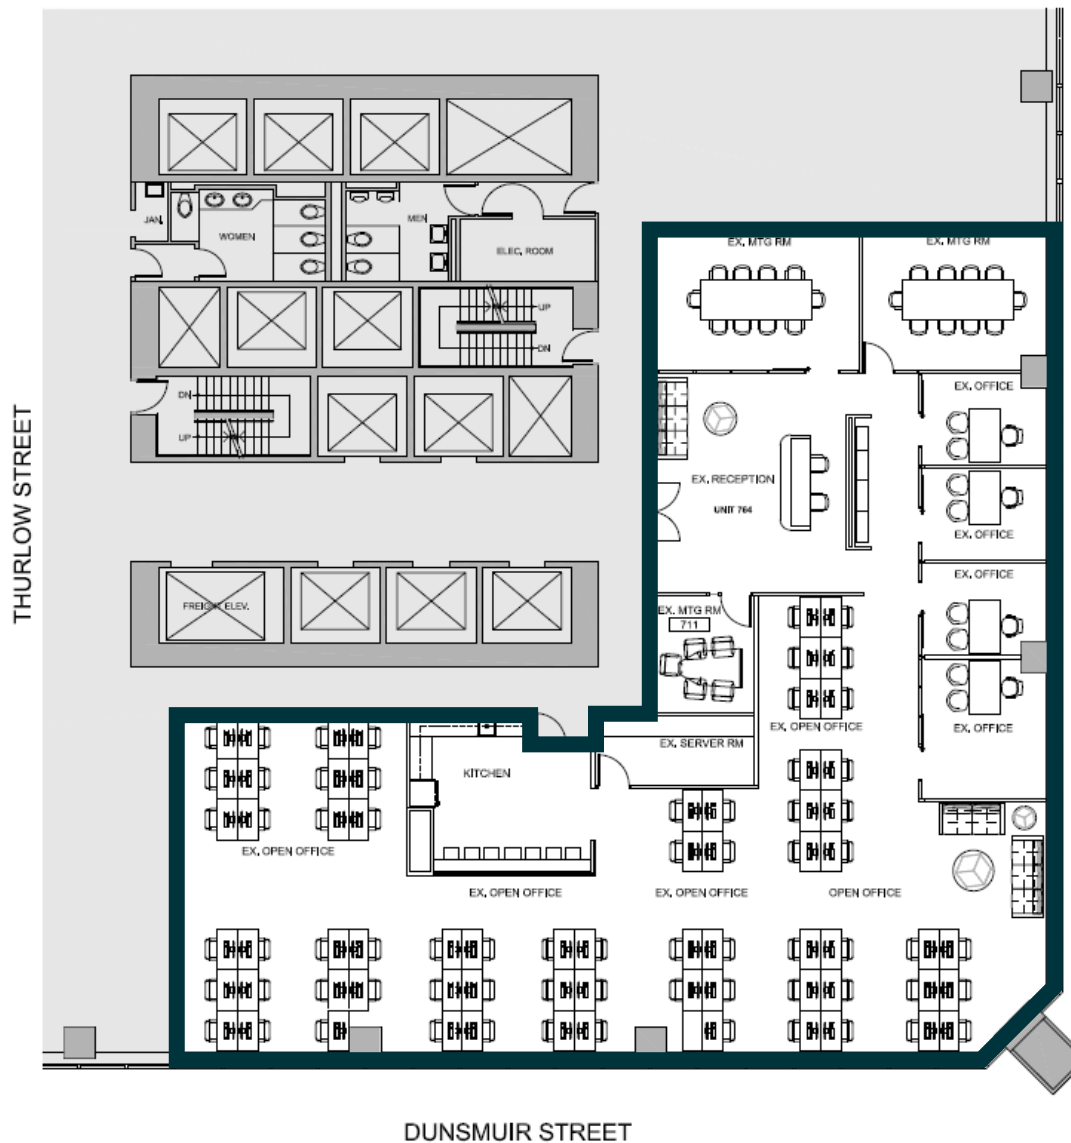 JAN.
WOMEN
MEN
ELEC. ROOM
UP
DN
DN
UP
FREIGHT ELEV.
THURLOW STREET
EX. MTG RM
EX. MTG RM
EX. OFFICE
EX. RECEPTION
UNIT 764
EX. OFFICE
EX. OFFICE
EX. MTG RM
711
EX. OPEN OFFICE
EX. OFFICE
EX. SERVER RM
KITCHEN
EX. OPEN OFFICE
EX. OPEN OFFICE
EX. OPEN OFFICE
OPEN OFFICE
DUNSMUIR STREET